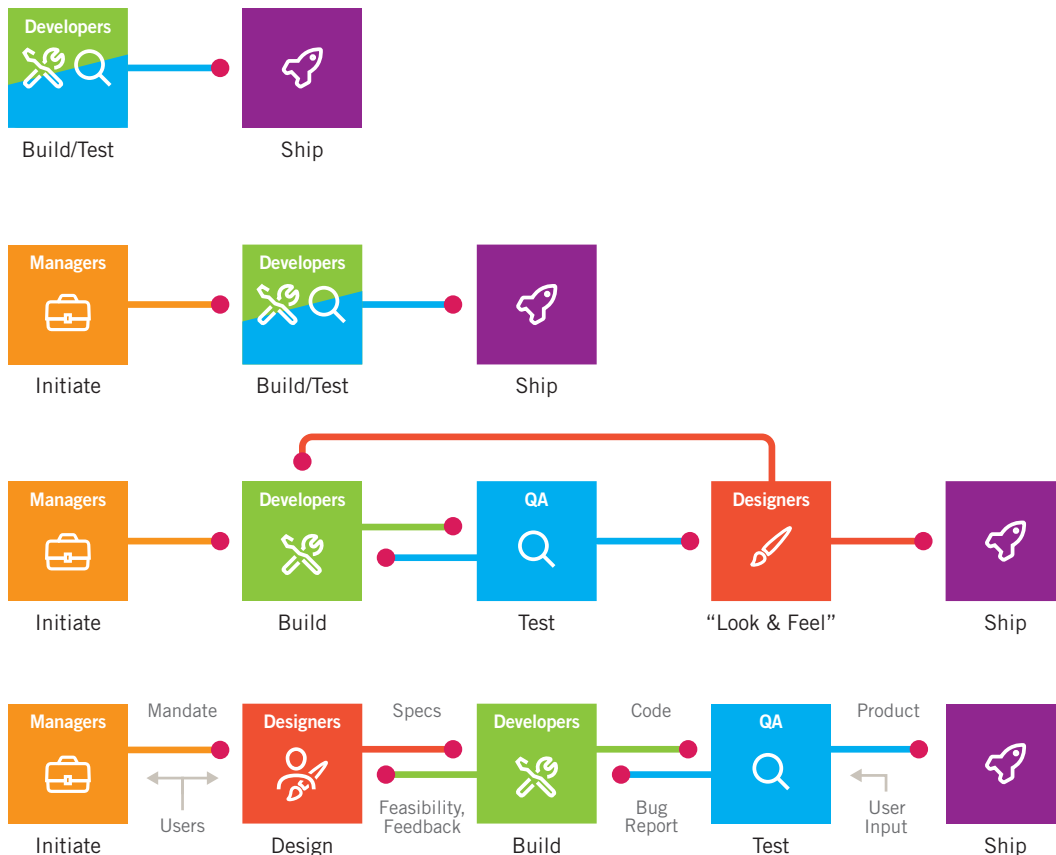 Developers
Build/Test
Ship
Managers
Developers
Initiate
Build/Test
Ship
Managers
Developers
QA
Designers
Initiate
Build
Test
“Look & Feel”
Ship
Managers
Mandate
Designers
Specs
Developers
Code
QA
Product
Users
Feasibility,
Feedback
Bug
Report
User
Input
Initiate
Design
Build
Test
Ship